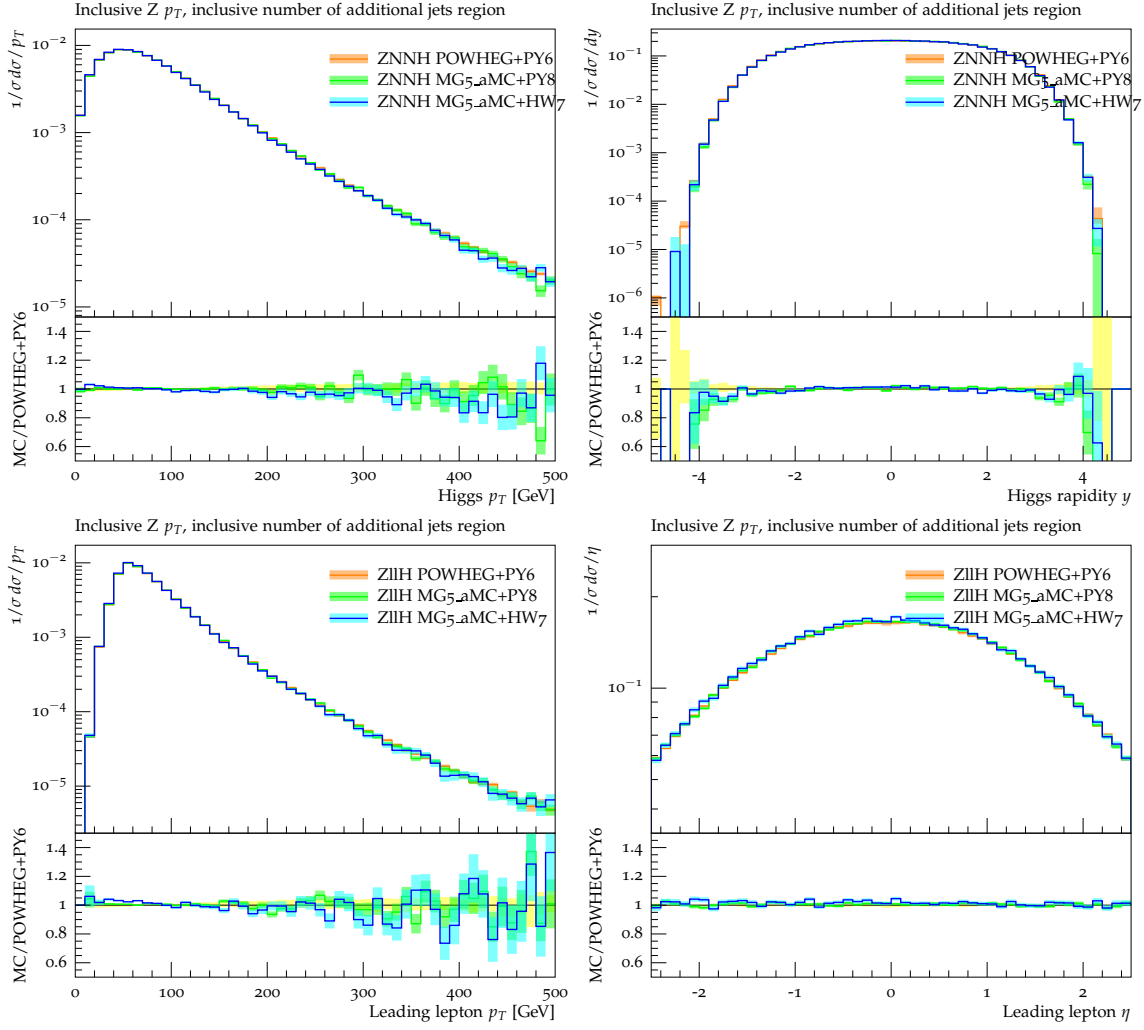 Inclusive Z p_T, inclusive number of additional jets region
1/σ dσ/p_T
10⁻²
10⁻³
10⁻⁴
10⁻⁵
ZNNH POWHEG+PY6
ZNNH MG5_aMC+PY8
ZNNH MG5_aMC+HW7
MC/POWHEG+PY6
1.4
1.2
1
0.8
0.6
0 100 200 300 400 500
Higgs p_T [GeV]
Inclusive Z p_T, inclusive number of additional jets region
1/σ dσ/dy
10⁻¹
10⁻²
10⁻³
10⁻⁴
10⁻⁵
10⁻⁶
ZNNH POWHEG+PY6
ZNNH MG5_aMC+PY8
ZNNH MG5_aMC+HW7
MC/POWHEG+PY6
1.4
1.2
1
0.8
0.6
-4 -2 0 2 4
Higgs rapidity y
Inclusive Z p_T, inclusive number of additional jets region
1/σ dσ/p_T
10⁻²
10⁻³
10⁻⁴
10⁻⁵
ZllH POWHEG+PY6
ZllH MG5_aMC+PY8
ZllH MG5_aMC+HW7
MC/POWHEG+PY6
1.4
1.2
1
0.8
0.6
0 100 200 300 400 500
Leading lepton p_T [GeV]
Inclusive Z p_T, inclusive number of additional jets region
1/σ dσ/η
10⁻¹
ZllH POWHEG+PY6
ZllH MG5_aMC+PY8
ZllH MG5_aMC+HW7
MC/POWHEG+PY6
1.4
1.2
1
0.8
0.6
-2 -1 0 1 2
Leading lepton η